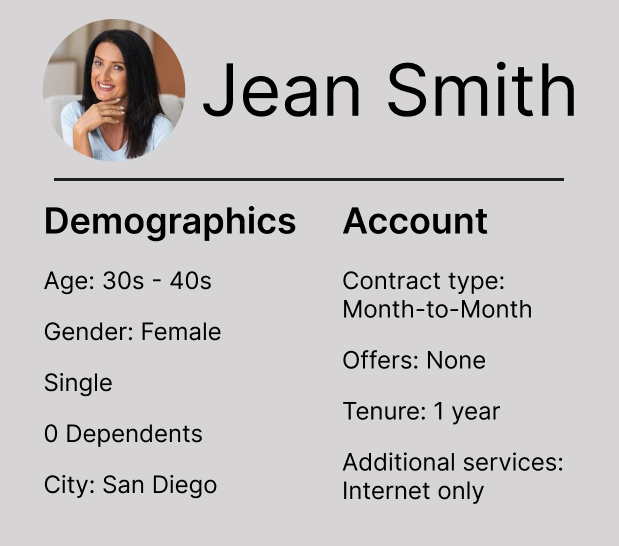 Jean Smith
Demographics
Age: 30s - 40s
Gender: Female
Single
0 Dependents
City: San Diego
Account
Contract type:
Month-to-Month
Offers: None
Tenure: 1 year
Additional services:
Internet only